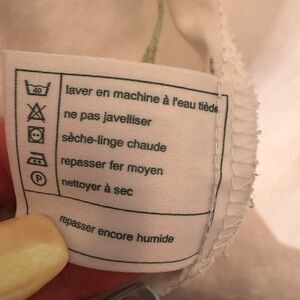 40
laver en machine à l'eau tiède
ne pas javelliser
sèche-linge chaude
repasser fer moyen
P
nettoyer à sec
repasser encore humide